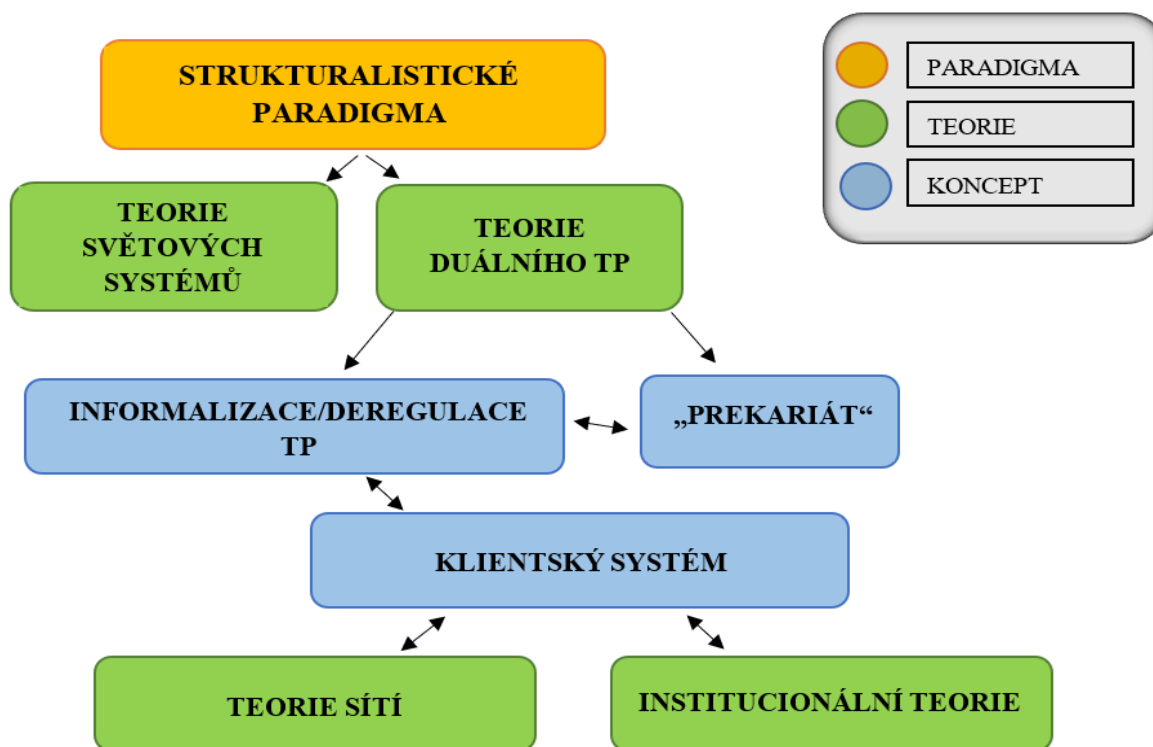 STRUKTURALISTICKÉ
PARADIGMA
PARADIGMA
TEORIE
KONCEPT
TEORIE
SVĚTOVÝCH
SYSTÉMŮ
TEORIE
DUÁLNÍHO TP
INFORMALIZACE/DEREGULACE
TP
„PREKARIÁT“
KLIENTSKÝ SYSTÉM
TEORIE SÍTÍ
INSTITUCIONÁLNÍ TEORIE